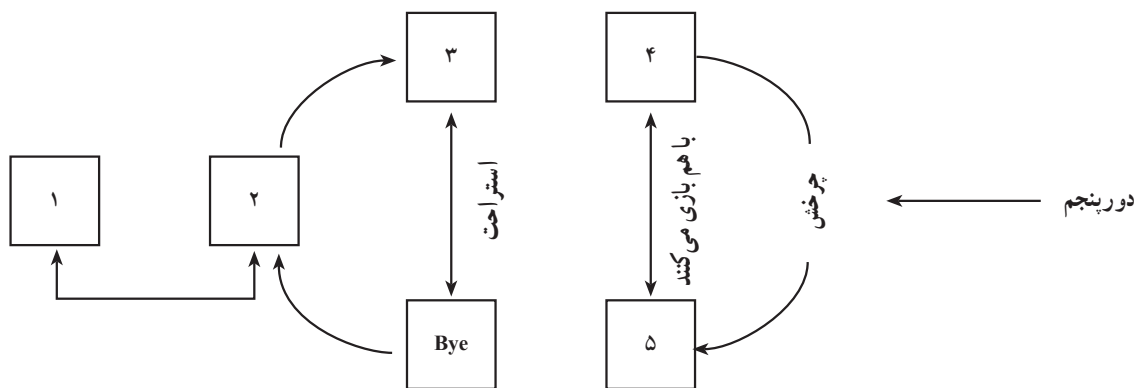 ۳
۴
۱
۲
استراحت
با هم بازی می‌کنند
چرخش
دور پنجم
Bye
۵